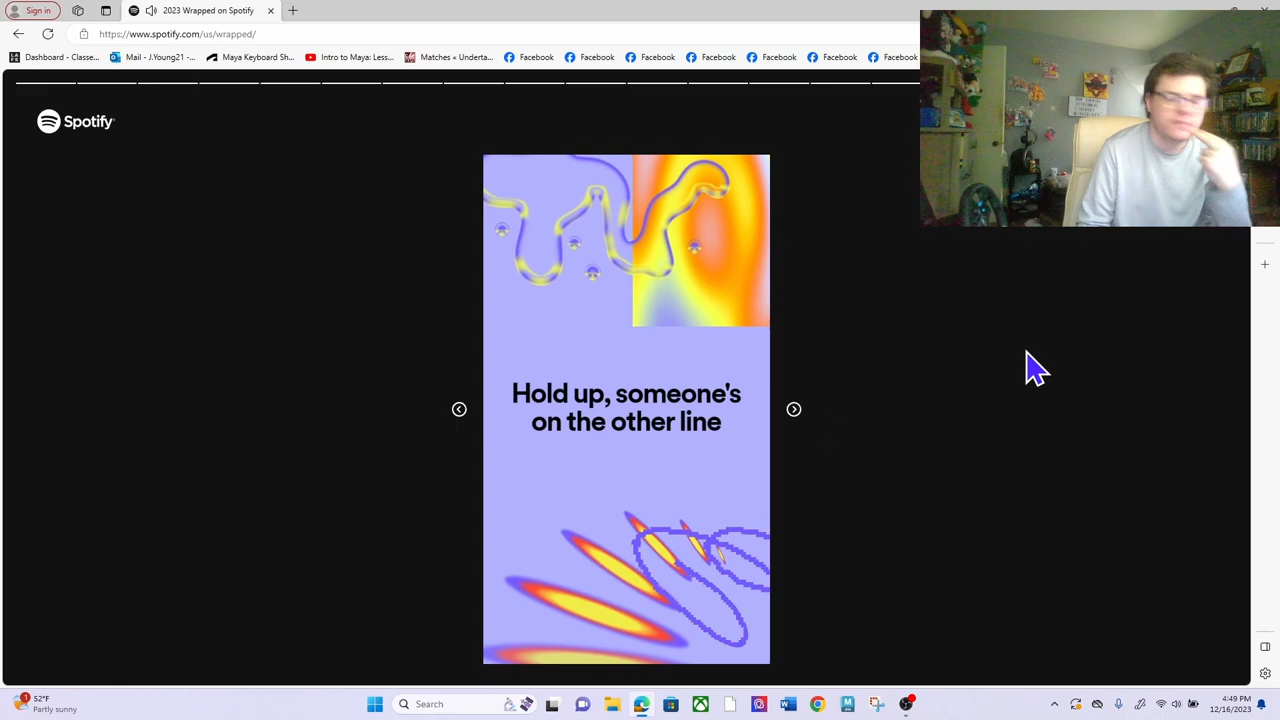 Sign in
2023 Wrapped on Spotify
https://www.spotify.com/us/wrapped/
Dashboard - Classe...
Mail - J.Young21 -...
Maya Keyboard Sh...
Intro to Maya: Less...
Matches « Underta...
Facebook
Facebook
Facebook
Facebook
Facebook
Facebook
Facebook
Spotify
Hold up, someone's
on the other line
1
52°F
Partly sunny
Search
4:49 PM
12/16/2023